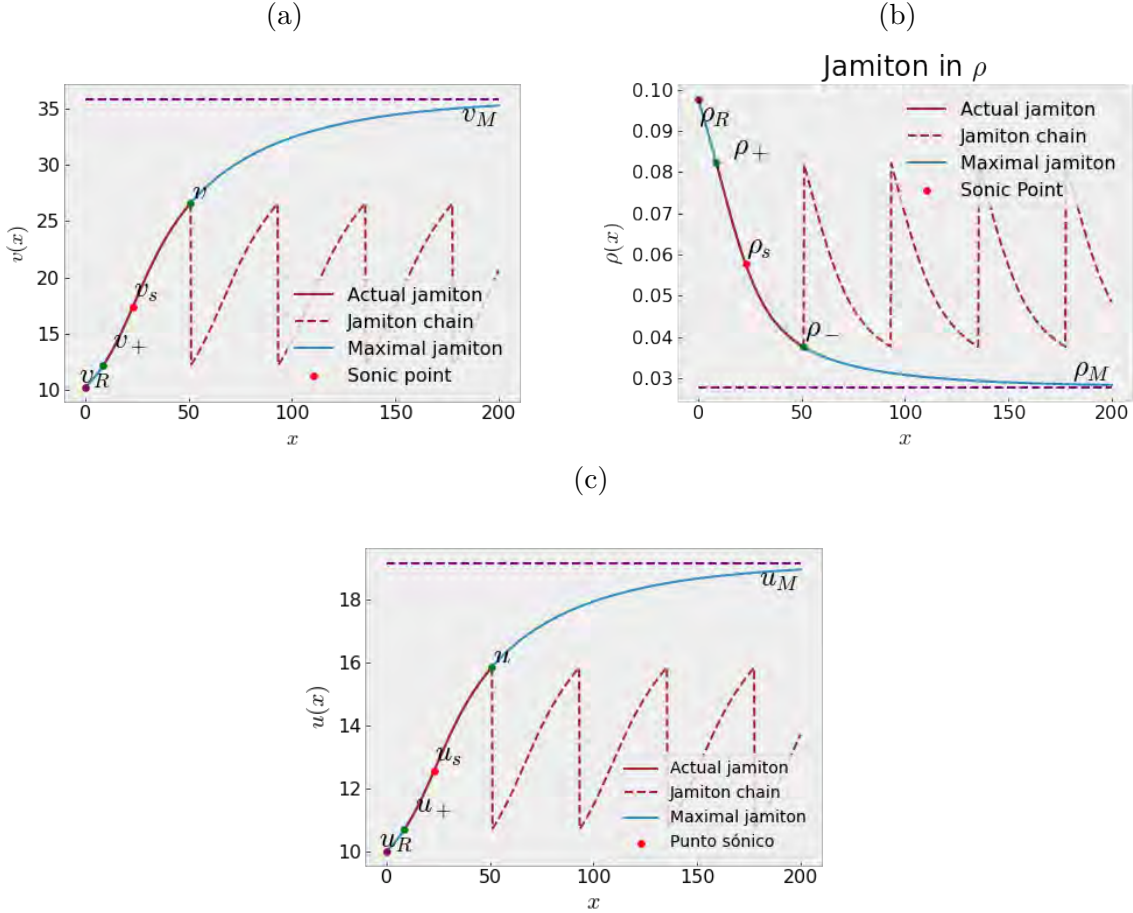 (a)
35
30
25
20
15
10
0
50
100
150
200
v(x)
x
v_M
v
v_s
v_+
v_R
Actual jamiton
Jamiton chain
Maximal jamiton
Sonic point
(b)
Jamiton in ρ
0.10
0.09
0.08
0.07
0.06
0.05
0.04
0.03
0
50
100
150
200
ρ(x)
x
ρ_R
ρ_+
ρ_s
ρ_−
ρ_M
Actual jamiton
Jamiton chain
Maximal jamiton
Sonic Point
(c)
18
16
14
12
10
0
50
100
150
200
u(x)
x
u_M
u
u_s
u_+
u_R
Actual jamiton
Jamiton chain
Maximal jamiton
Punto sónico